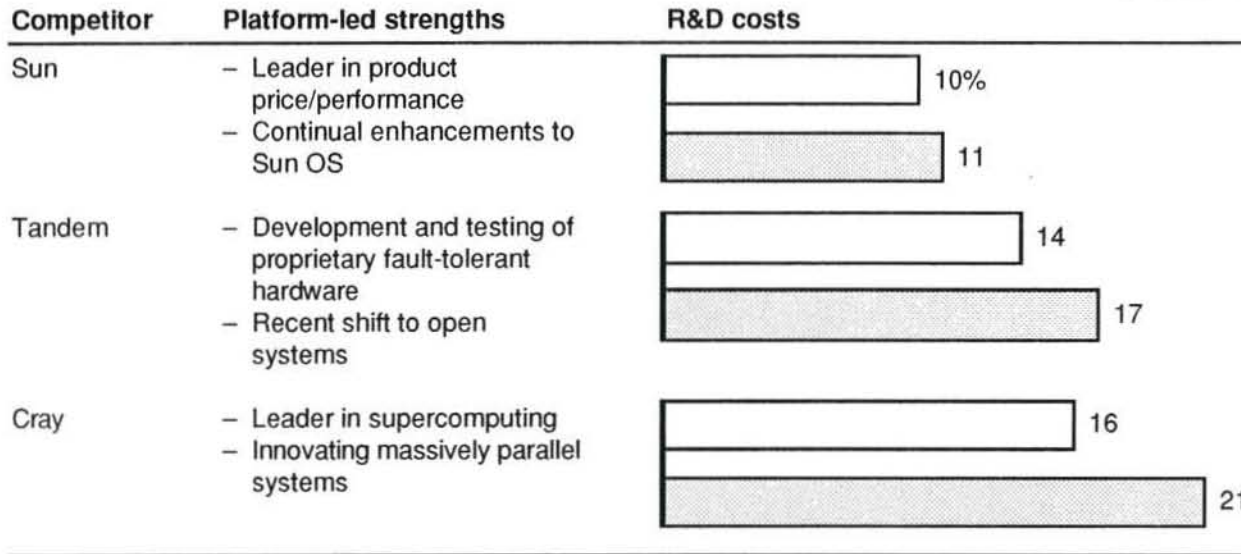 Competitor Platform-led strengths R&D costs
Sun – Leader in product
price/performance
– Continual enhancements to
Sun OS
10%
11
Tandem – Development and testing of
proprietary fault-tolerant
hardware
– Recent shift to open
systems
14
17
Cray – Leader in supercomputing
– Innovating massively parallel
systems
16
21